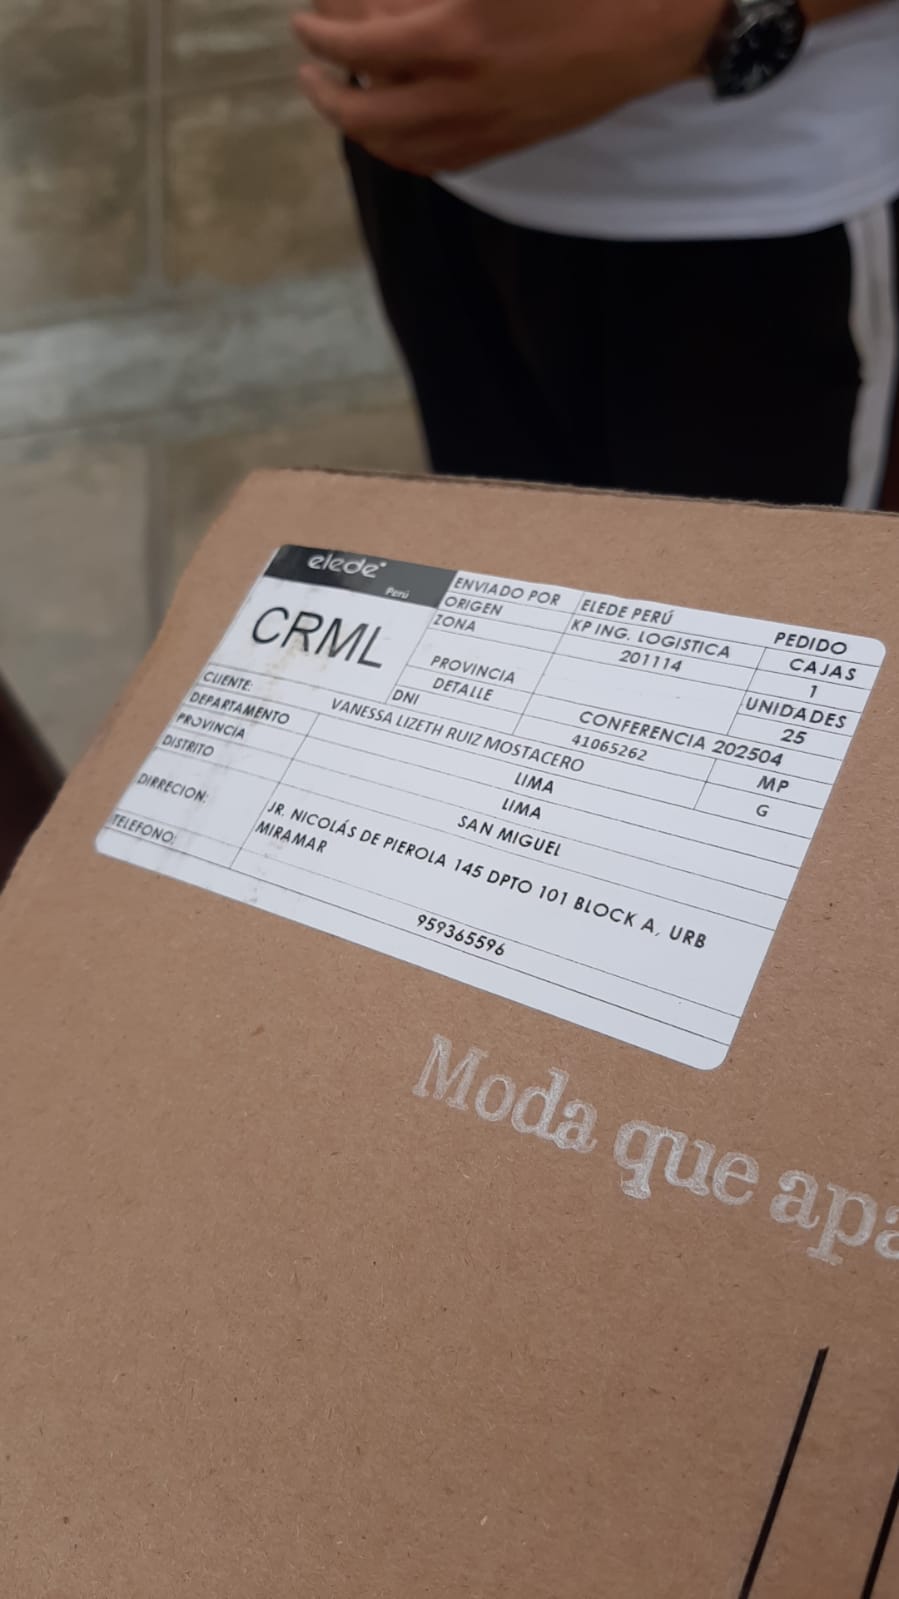 elede
Perú
CRML
ENVIADO POR ELEDE PERÚ PEDIDO
ORIGEN KP ING. LOGISTICA CAJAS
ZONA 201114 1
PROVINCIA UNIDADES
DETALLE CONFERENCIA 202504 25
DNI 41065262 MP
G
CLIENTE: VANESSA LIZETH RUIZ MOSTACERO
DEPARTAMENTO LIMA
PROVINCIA LIMA
DISTRITO SAN MIGUEL
DIRRECION: JR. NICOLÁS DE PIEROLA 145 DPTO 101 BLOCK A, URB
MIRAMAR
TELEFONO: 959365596
Moda que apa